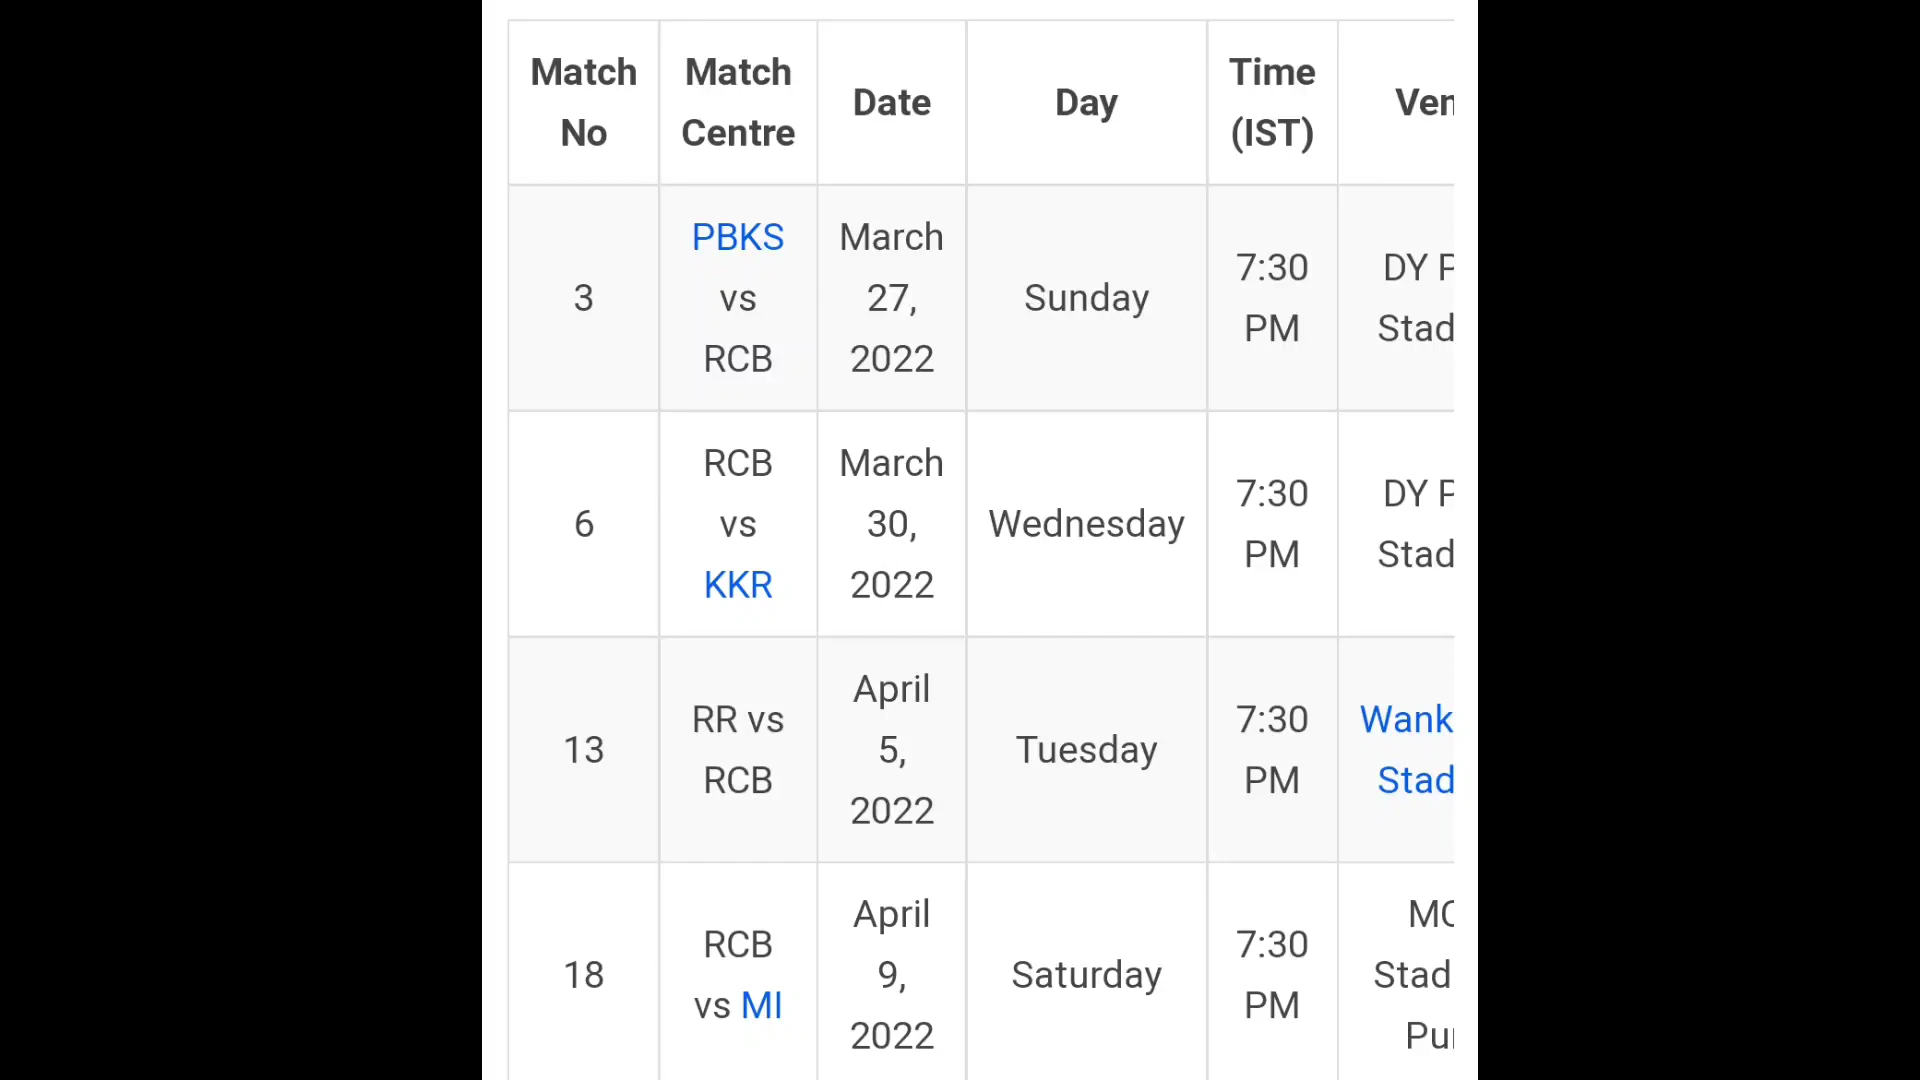 Match No
Match Centre
Date
Day
Time (IST)
3
PBKS
vs
RCB
March
27,
2022
Sunday
7:30
PM
DY
6
RCB
vs
KKR
March
30,
2022
Wednesday
7:30
PM
DY
13
RR vs
RCB
April
5,
2022
Tuesday
7:30
PM
18
RCB
vs MI
April
9,
2022
Saturday
7:30
PM